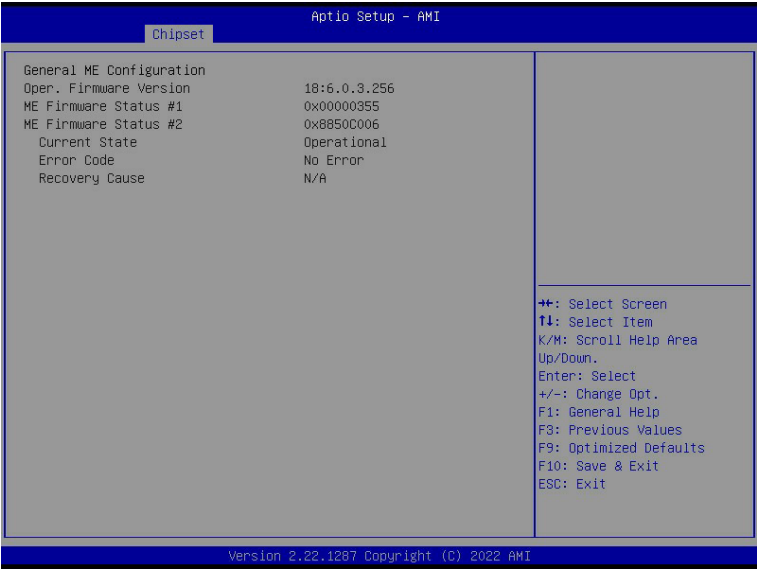 Aptio Setup – AMI
Chipset
General ME Configuration
Oper. Firmware Version 18:6.0.3.256
ME Firmware Status #1 0x00000355
ME Firmware Status #2 0x8850C006
Current State Operational
Error Code No Error
Recovery Cause N/A
→←: Select Screen
↑↓: Select Item
K/M: Scroll Help Area
Up/Down.
Enter: Select
+/-: Change Opt.
F1: General Help
F3: Previous Values
F9: Optimized Defaults
F10: Save & Exit
ESC: Exit
Version 2.22.1287 Copyright (C) 2022 AMI